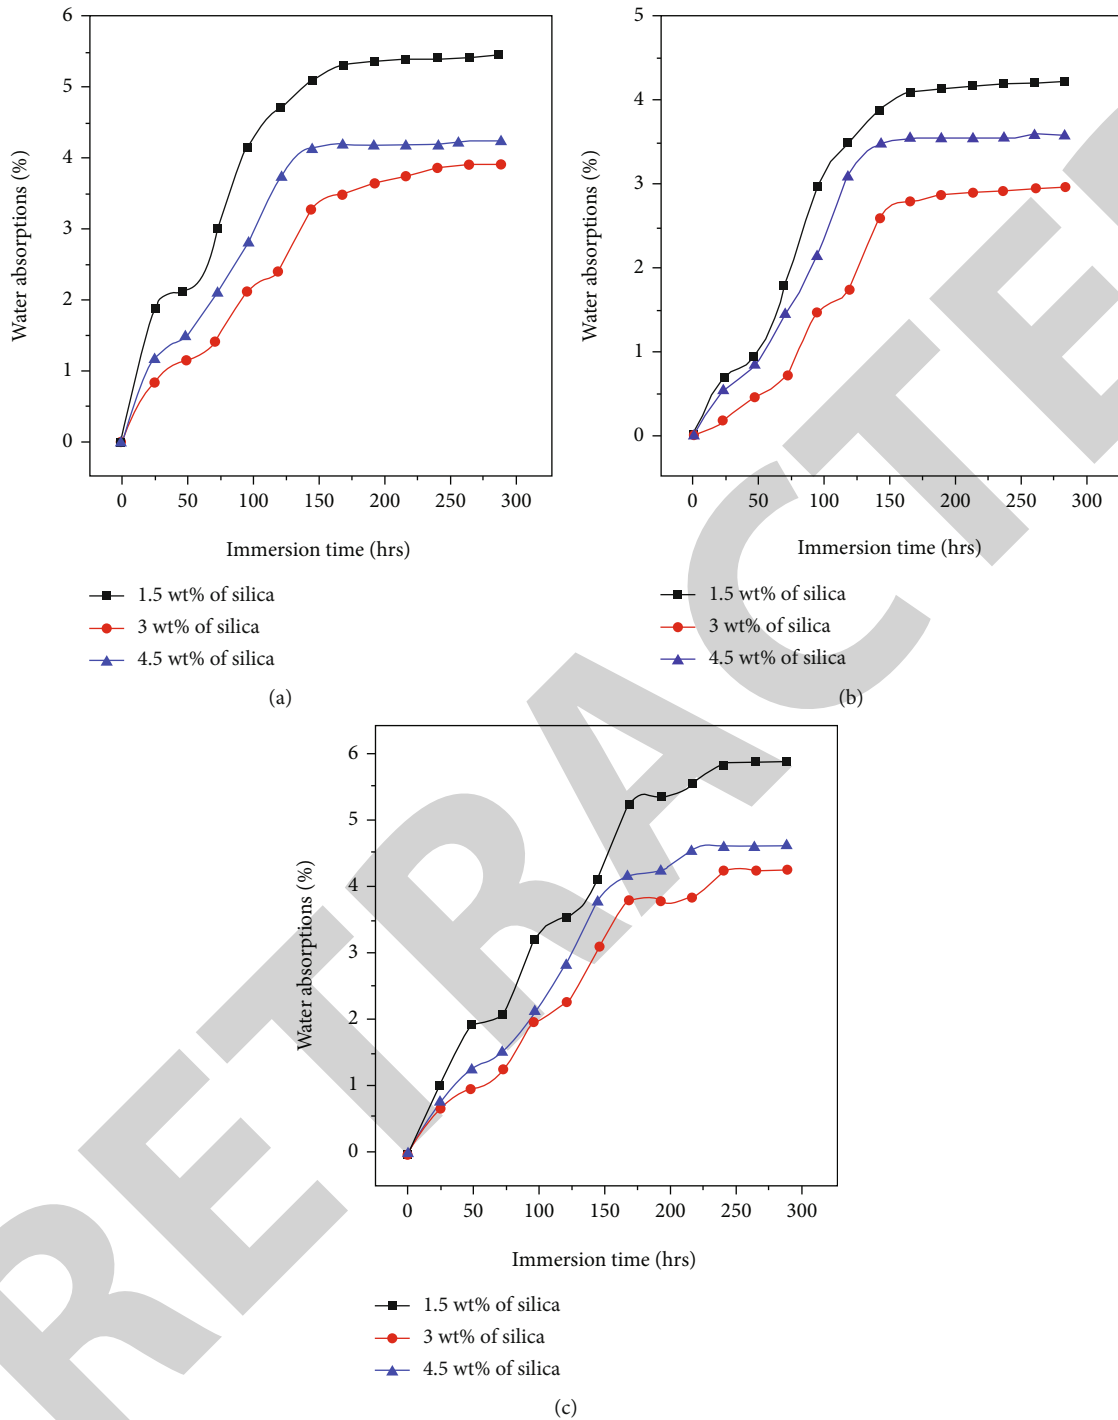 6
5
4
3
2
1
0
Water absorptions (%)
0 50 100 150 200 250 300
Immersion time (hrs)
1.5 wt% of silica
3 wt% of silica
4.5 wt% of silica
(a)
5
4
3
2
1
0
Water absorptions (%)
0 50 100 150 200 250 300
Immersion time (hrs)
1.5 wt% of silica
3 wt% of silica
4.5 wt% of silica
(b)
6
5
4
3
2
1
0
Water absorptions (%)
0 50 100 150 200 250 300
Immersion time (hrs)
1.5 wt% of silica
3 wt% of silica
4.5 wt% of silica
(c)
RETRACTE